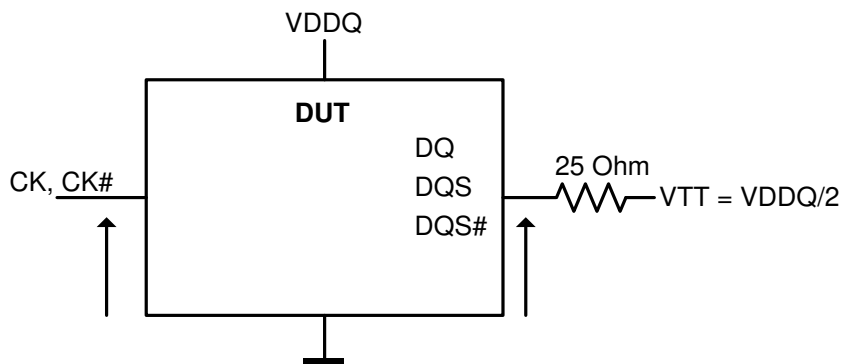 VDDQ
DUT
DQ
25 Ohm
CK, CK#
DQS
VTT = VDDQ/2
DQS#